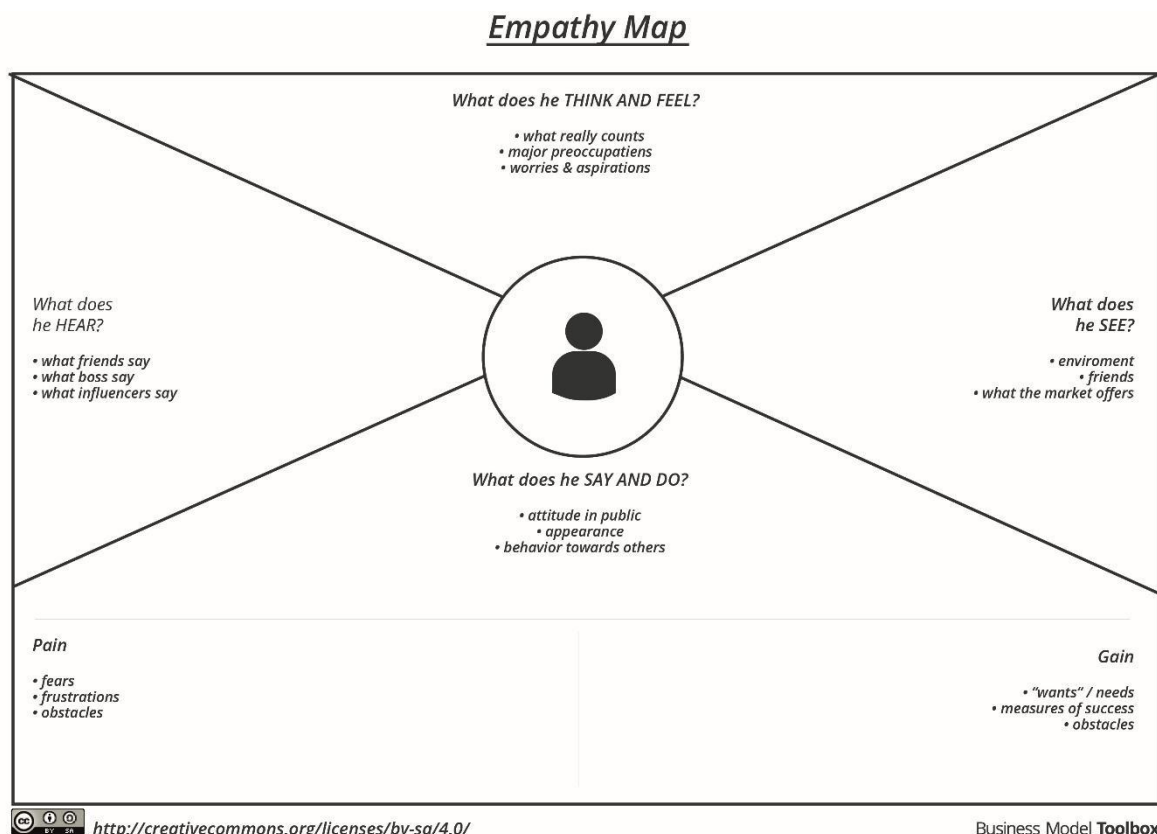 Empathy Map
What does he THINK AND FEEL?
• what really counts
• major preoccupatiens
• worries & aspirations
What does
he HEAR?
• what friends say
• what boss say
• what influencers say
What does
he SEE?
• enviroment
• friends
• what the market offers
What does he SAY AND DO?
• attitude in public
• appearance
• behavior towards others
Pain
• fears
• frustrations
• obstacles
Gain
• “wants” / needs
• measures of success
• obstacles
cc BY SA
http://creativecommons.org/licenses/by-sa/4.0/
Business Model Toolbox